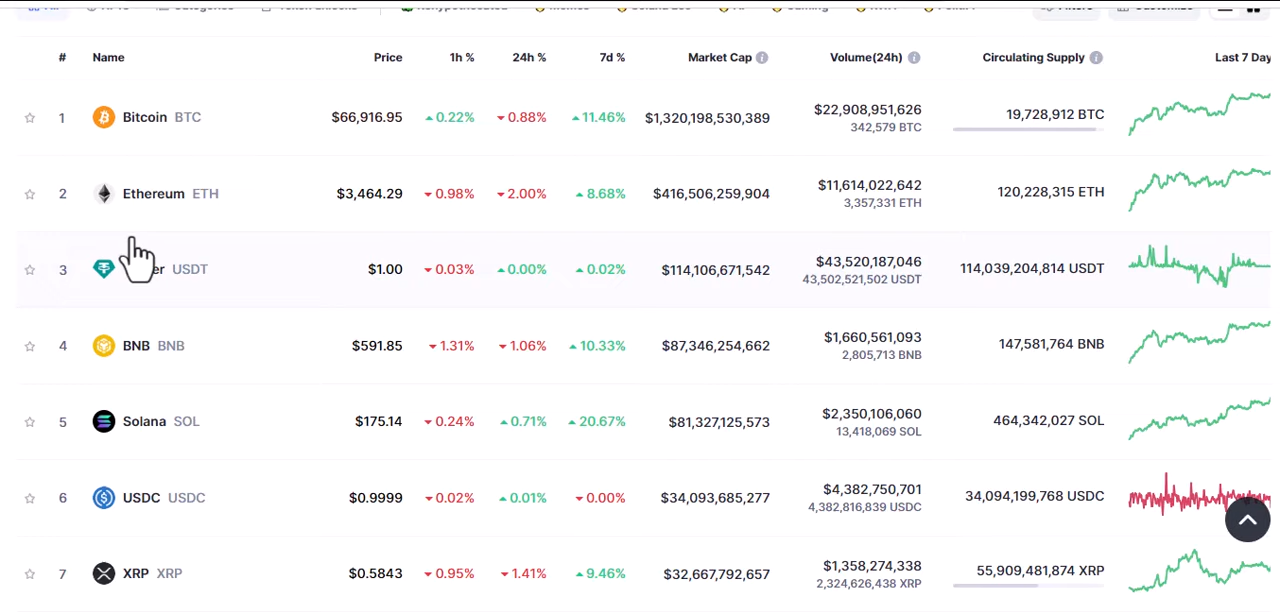 # Name Price 1h % 24h % 7d % Market Cap Volume(24h) Circulating Supply Last 7 Day
1 Bitcoin BTC $66,916.95 0.22% 0.88% 11.46% $1,320,198,530,389 $22,908,951,626 19,728,912 BTC
342,579 BTC
2 Ethereum ETH $3,464.29 0.98% 2.00% 8.68% $416,506,259,904 $11,614,022,642 120,228,315 ETH
3,357,331 ETH
3 er USDT $1.00 0.03% 0.00% 0.02% $114,106,671,542 $43,520,187,046 114,039,204,814 USDT
43,502,521,502 USDT
4 BNB BNB $591.85 1.31% 1.06% 10.33% $87,346,254,662 $1,660,561,093 147,581,764 BNB
2,805,713 BNB
5 Solana SOL $175.14 0.24% 0.71% 20.67% $81,327,125,573 $2,350,106,060 464,342,027 SOL
13,418,069 SOL
6 USDC USDC $0.9999 0.02% 0.01% 0.00% $34,093,685,277 $4,382,750,701 34,094,199,768 USDC
4,382,816,839 USDC
7 XRP XRP $0.5843 0.95% 1.41% 9.46% $32,667,792,657 $1,358,274,338 55,909,481,874 XRP
2,324,626,438 XRP